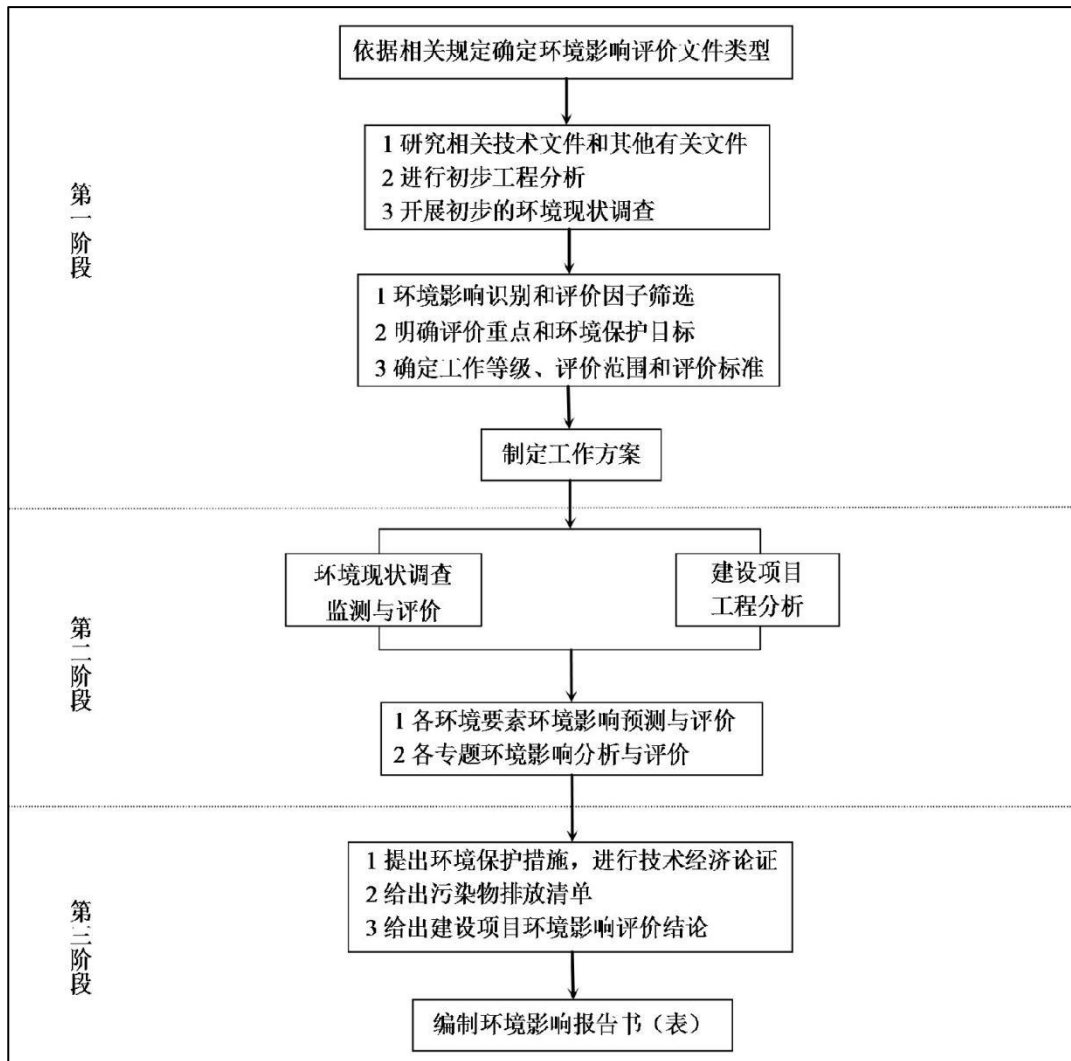 依据相关规定确定环境影响评价文件类型
1 研究相关技术文件和其他有关文件
2 进行初步工程分析
3 开展初步的环境现状调查
第一阶段
1 环境影响识别和评价因子筛选
2 明确评价重点和环境保护目标
3 确定工作等级、评价范围和评价标准
制定工作方案
环境现状调查
监测与评价
建设项目
工程分析
第二阶段
1 各环境要素环境影响预测与评价
2 各专题环境影响分析与评价
1 提出环境保护措施，进行技术经济论证
2 给出污染物排放清单
3 给出建设项目环境影响评价结论
第三阶段
编制环境影响报告书（表）